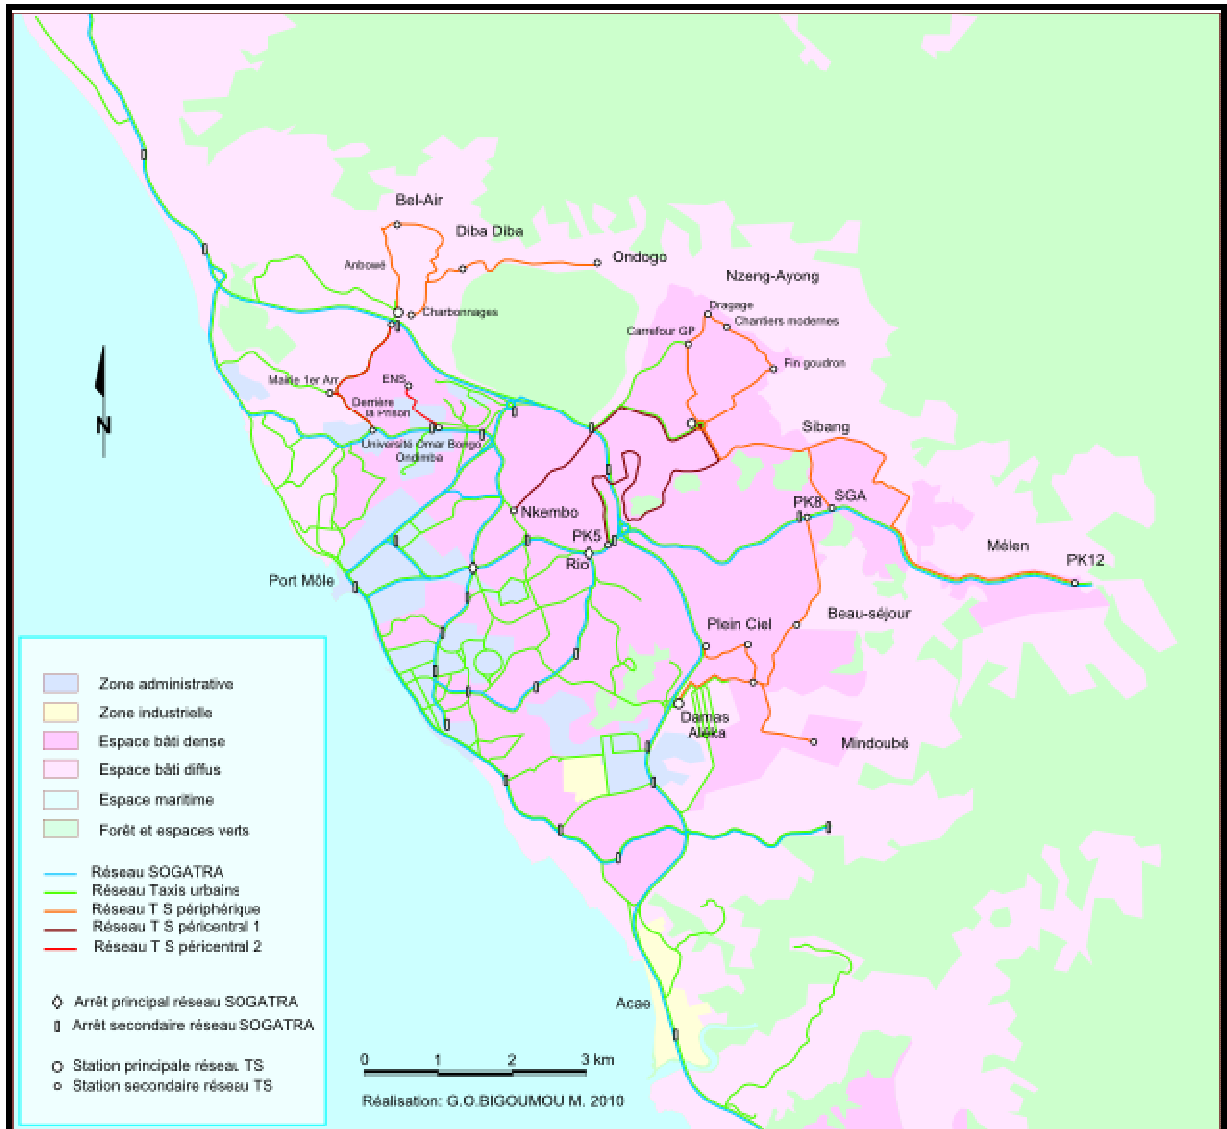 Bel-Air
Diba Diba
Ondogo
Anbowé
Nzeng-Ayong
Dragage
Charbonnages
Chantiers modernes
Carrefour GP
Fin goudron
Mairie 1er Arr
ENS
Derrière
la Prison
N
Sibang
Université Omar Bongo
Ondimba
PK8
SGA
Nkembo
PK5
Rio
Méien
PK12
Port Môle
Beau-séjour
Plein Ciel
Damas
Aléka
Mindoubé
Zone administrative
Zone industrielle
Espace bâti dense
Espace bâti diffus
Espace maritime
Forêt et espaces verts
Réseau SOGATRA
Réseau Taxis urbains
Réseau T S périphérique
Réseau T S péricentral 1
Réseau T S péricentral 2
Arrêt principal réseau SOGATRA
Arrêt secondaire réseau SOGATRA
Station principale réseau TS
Station secondaire réseau TS
Acae
0 1 2 3 km
Réalisation: G.O.BIGOUMOU M. 2010